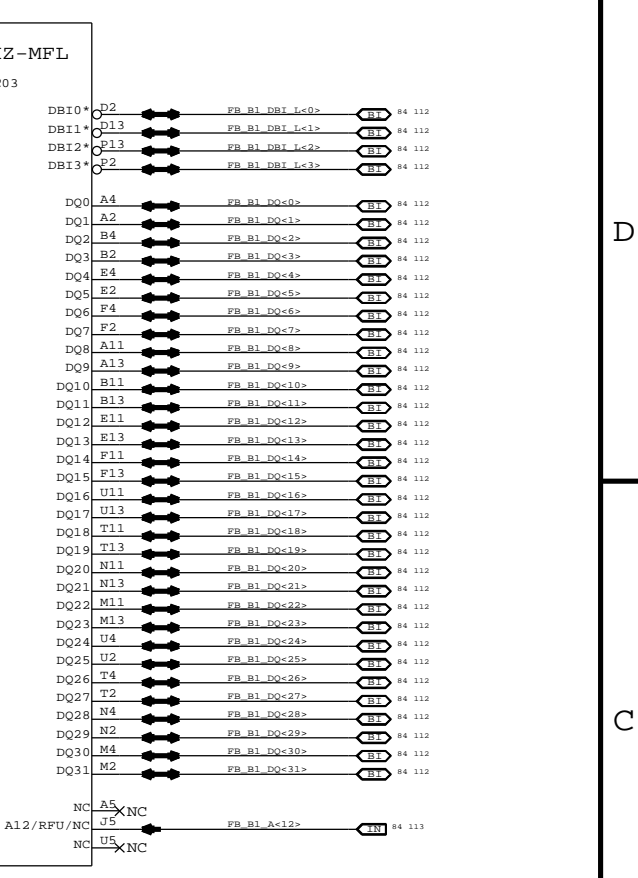 IZ-MFL
203
DBI0* D2 FB_B1_DBI_L<0> BI 84 112
DBI1* D13 FB_B1_DBI_L<1> BI 84 112
DBI2* P13 FB_B1_DBI_L<2> BI 84 112
DBI3* P2 FB_B1_DBI_L<3> BI 84 112
DQ0 A4 FB_B1_DQ<0> BI 84 112
DQ1 A2 FB_B1_DQ<1> BI 84 112
D
DQ2 B4 FB_B1_DQ<2> BI 84 112
DQ3 B2 FB_B1_DQ<3> BI 84 112
DQ4 E4 FB_B1_DQ<4> BI 84 112
DQ5 E2 FB_B1_DQ<5> BI 84 112
DQ6 F4 FB_B1_DQ<6> BI 84 112
DQ7 F2 FB_B1_DQ<7> BI 84 112
DQ8 A11 FB_B1_DQ<8> BI 84 112
DQ9 A13 FB_B1_DQ<9> BI 84 112
DQ10 B11 FB_B1_DQ<10> BI 84 112
DQ11 B13 FB_B1_DQ<11> BI 84 112
DQ12 E11 FB_B1_DQ<12> BI 84 112
DQ13 E13 FB_B1_DQ<13> BI 84 112
DQ14 F11 FB_B1_DQ<14> BI 84 112
DQ15 F13 FB_B1_DQ<15> BI 84 112
DQ16 U11 FB_B1_DQ<16> BI 84 112
DQ17 U13 FB_B1_DQ<17> BI 84 112
DQ18 T11 FB_B1_DQ<18> BI 84 112
DQ19 T13 FB_B1_DQ<19> BI 84 112
DQ20 N11 FB_B1_DQ<20> BI 84 112
DQ21 N13 FB_B1_DQ<21> BI 84 112
DQ22 M11 FB_B1_DQ<22> BI 84 112
DQ23 M13 FB_B1_DQ<23> BI 84 112
DQ24 U4 FB_B1_DQ<24> BI 84 112
DQ25 U2 FB_B1_DQ<25> BI 84 112
DQ26 T4 FB_B1_DQ<26> BI 84 112
DQ27 T2 FB_B1_DQ<27> BI 84 112
DQ28 N4 FB_B1_DQ<28> BI 84 112
C
DQ29 N2 FB_B1_DQ<29> BI 84 112
DQ30 M4 FB_B1_DQ<30> BI 84 112
DQ31 M2 FB_B1_DQ<31> BI 84 112
NC A5 NC
A12/RFU/NC J5 FB_B1_A<12> IN 84 113
NC U5 NC